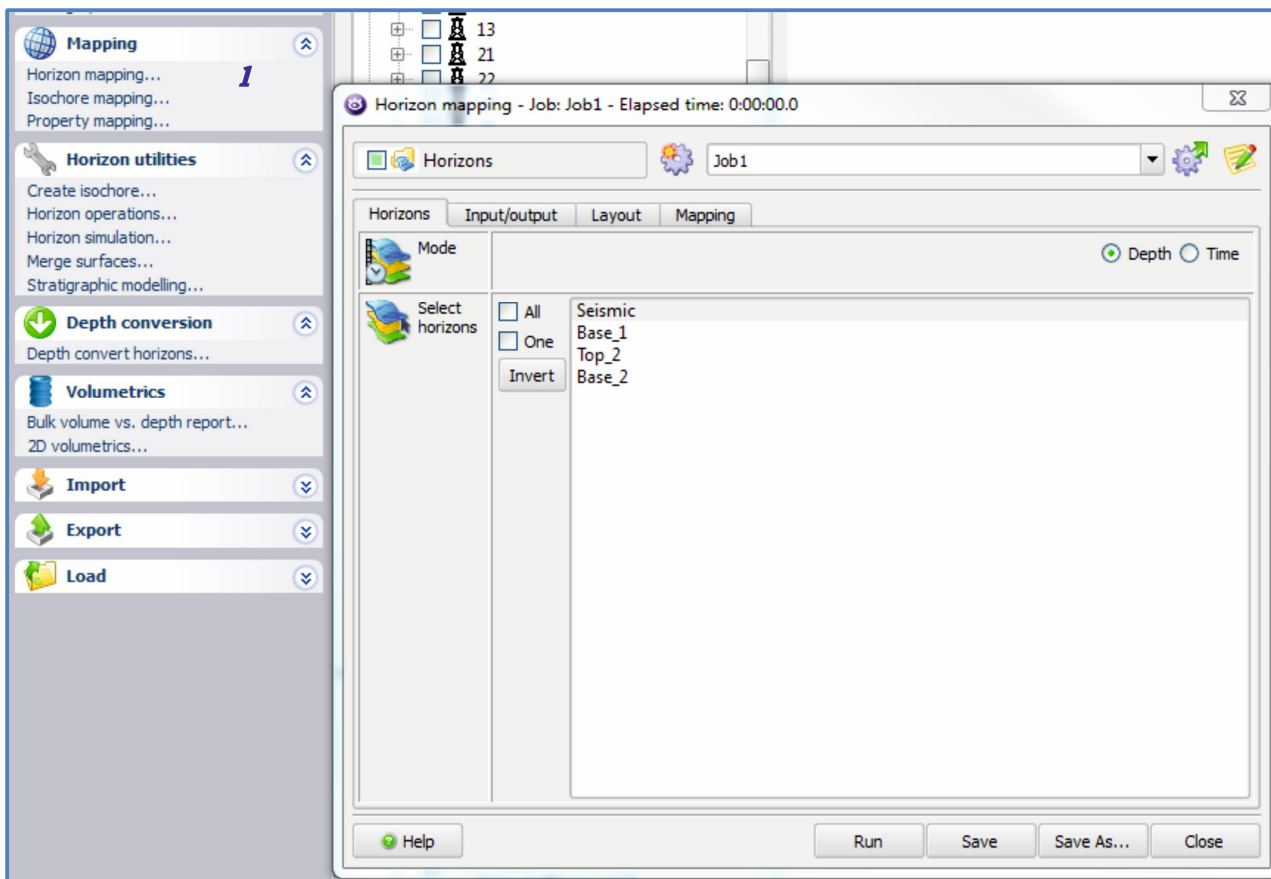 Mapping
Horizon mapping...
1
Isochore mapping...
Property mapping...
Horizon utilities
Create isochore...
Horizon operations...
Horizon simulation...
Merge surfaces...
Stratigraphic modelling...
Depth conversion
Depth convert horizons...
Volumetrics
Bulk volume vs. depth report...
2D volumetrics...
Import
Export
Load
13
21
22
Horizon mapping - Job: Job1 - Elapsed time: 0:00:00.0
Horizons
Job1
Horizons Input/output Layout Mapping
Mode
Depth Time
Select
horizons
All
One
Invert
Seismic
Base_1
Top_2
Base_2
Help Run Save Save As... Close